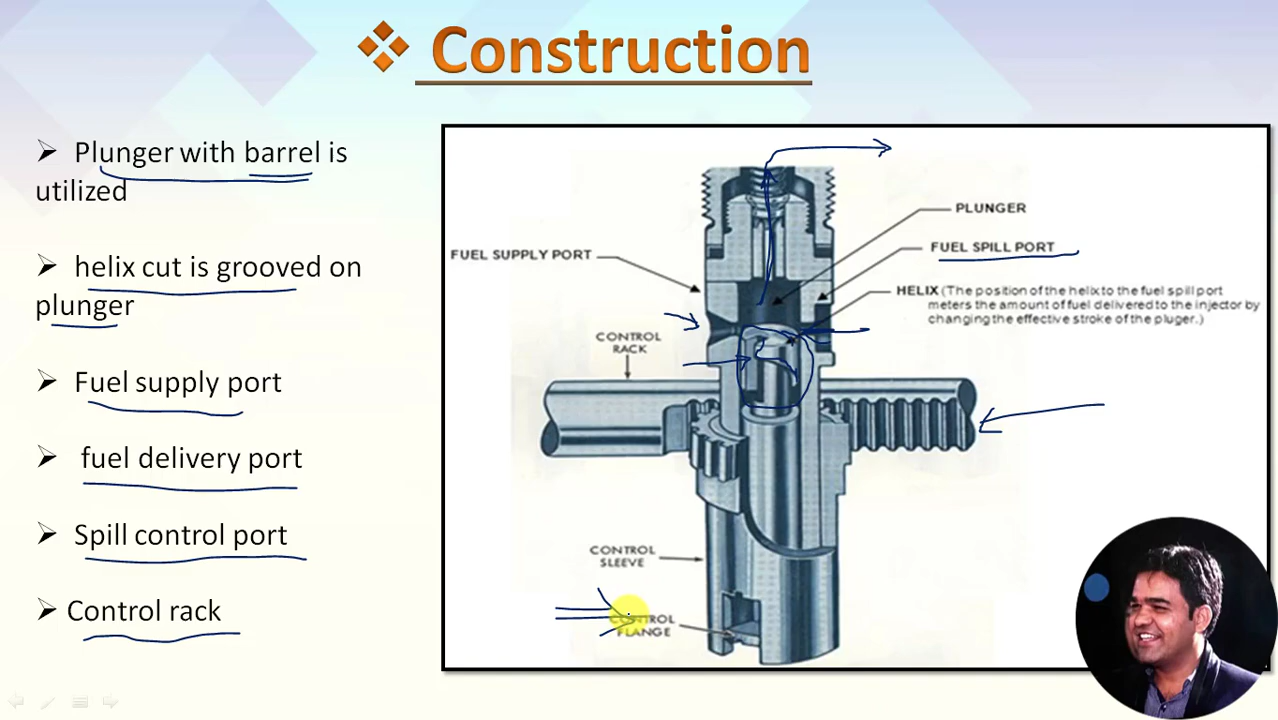 Construction
➢ Plunger with barrel is
utilized
➢ helix cut is grooved on
plunger
➢ Fuel supply port
➢ fuel delivery port
➢ Spill control port
➢ Control rack
PLUNGER
FUEL SUPPLY PORT
FUEL SPILL PORT
HELIX (The position of the helix to the fuel spill port
meters the amount of fuel delivered to the injector by
changing the effective stroke of the pluger.)
CONTROL
RACK
CONTROL
SLEEVE
CONTROL
FLANGE